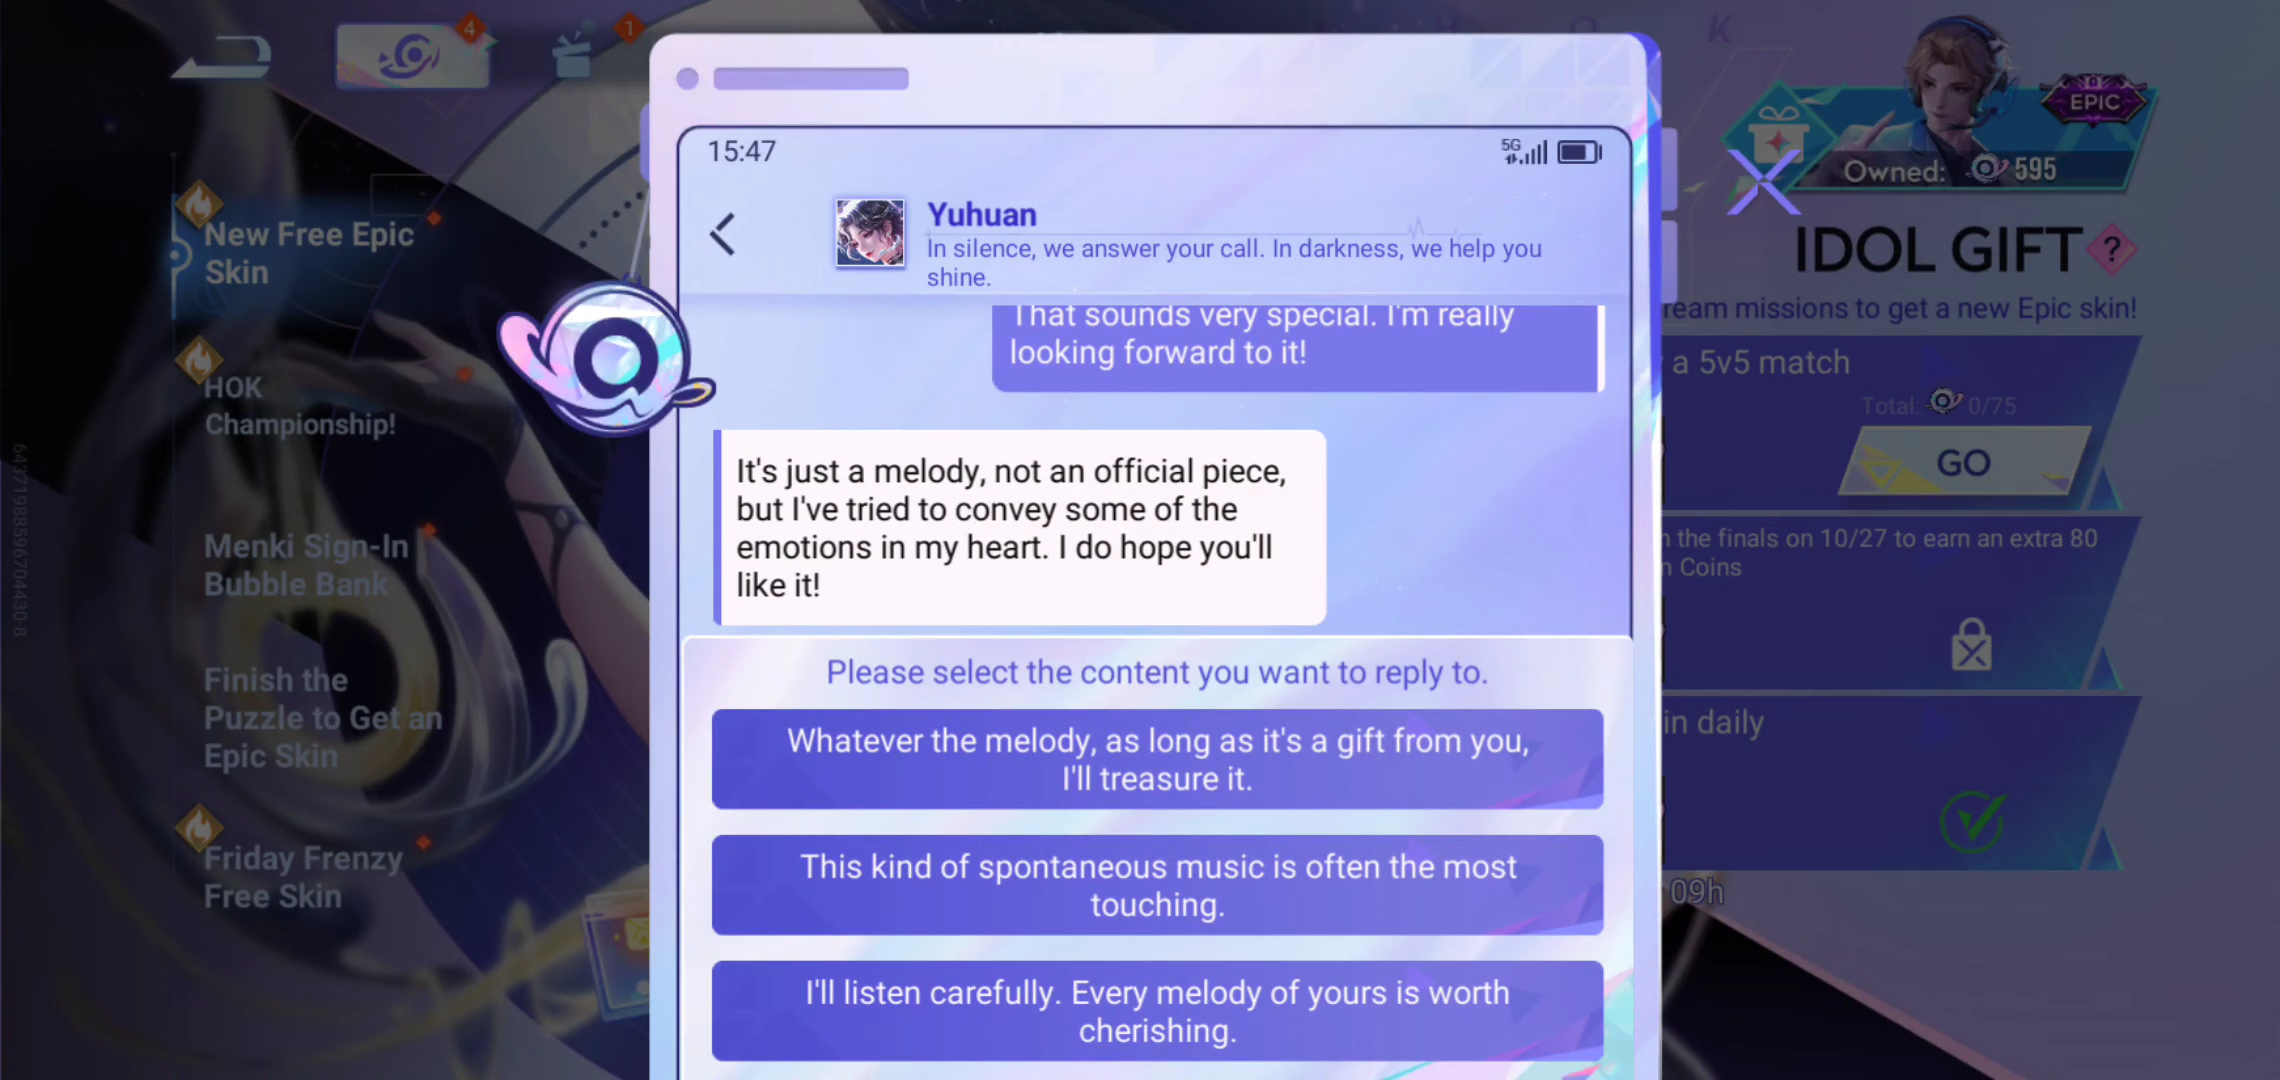 4
1
15:47
5G
Yuhuan
In silence, we answer your call. In darkness, we help you
shine.
That sounds very special. I'm really
looking forward to it!
It's just a melody, not an official piece,
but I've tried to convey some of the
emotions in my heart. I do hope you'll
like it!
Please select the content you want to reply to.
Whatever the melody, as long as it's a gift from you,
I'll treasure it.
This kind of spontaneous music is often the most
touching.
I'll listen carefully. Every melody of yours is worth
cherishing.
New Free Epic
Skin
HOK
Championship!
Menki Sign-In
Bubble Bank
Finish the
Puzzle to Get an
Epic Skin
Friday Frenzy
Free Skin
K
EPIC
Owned: 595
IDOL GIFT ?
ream missions to get a new Epic skin!
a 5v5 match
Total: 0/75
GO
the finals on 10/27 to earn an extra 80
Coins
in daily
09h